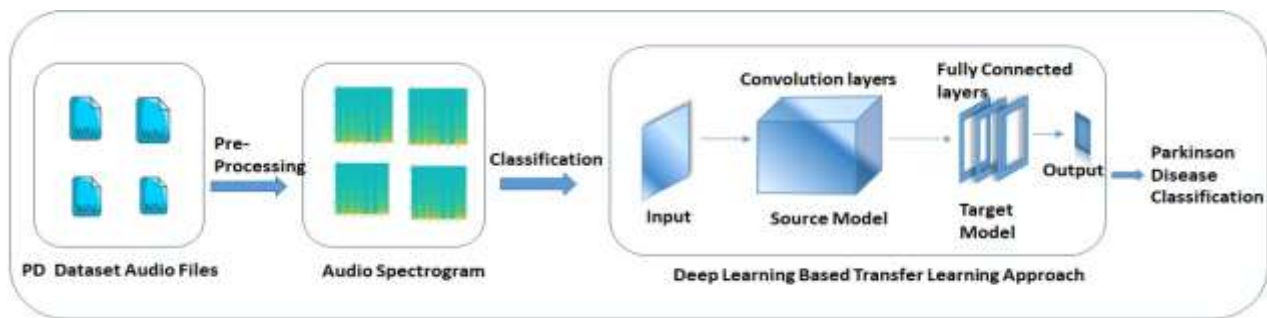 PD Dataset Audio Files
Pre-
Processing
Audio Spectrogram
Classification
Input
Convolution layers
Source Model
Fully Connected
layers
Target
Model
Output
Deep Learning Based Transfer Learning Approach
Parkinson
Disease
Classification